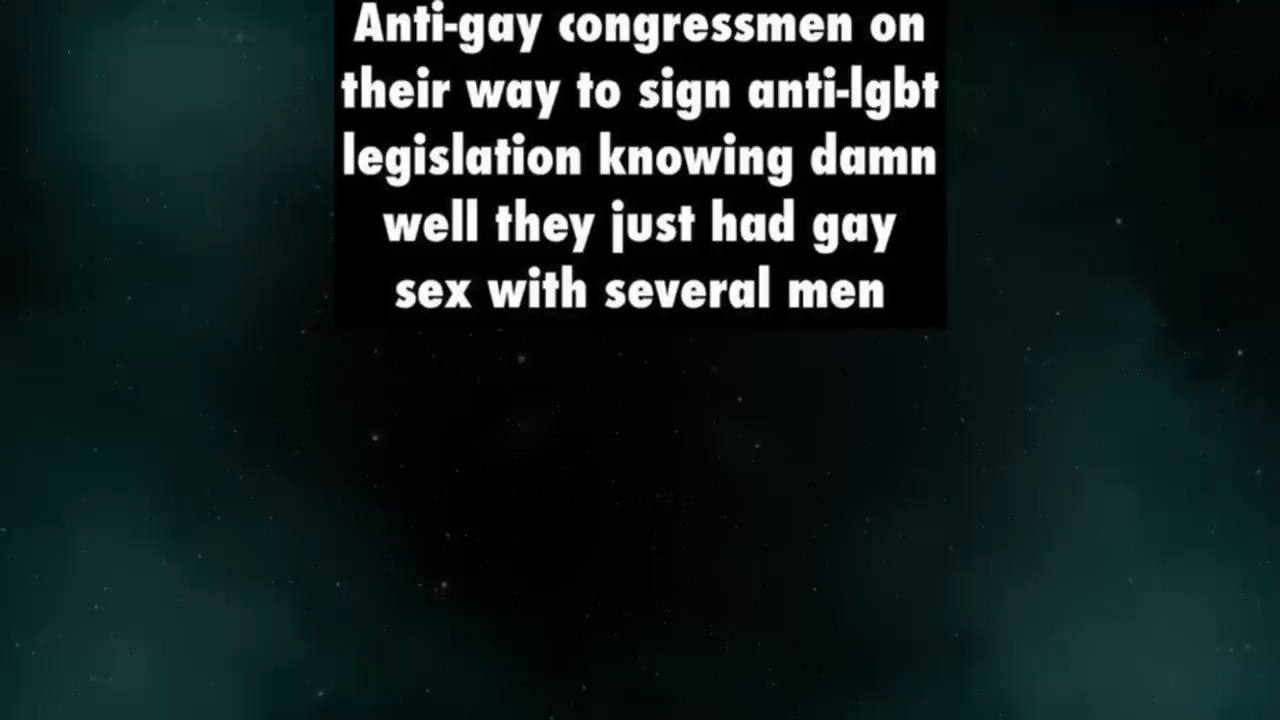 Anti-gay congressmen on
their way to sign anti-lgbt
legislation knowing damn
well they just had gay
sex with several men